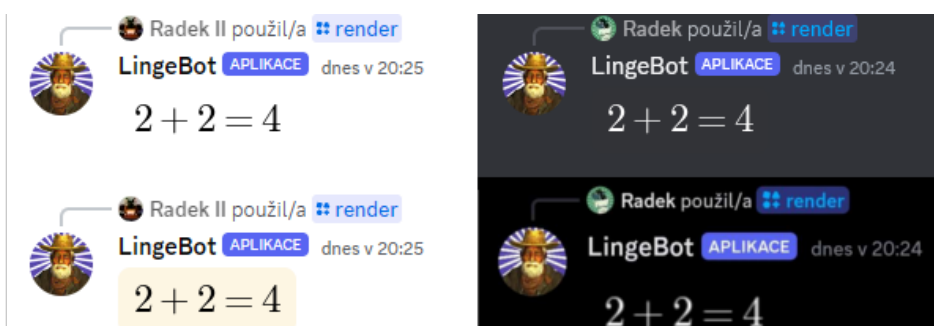 Radek II použil/a render
LingeBot APLIKACE dnes v 20:25
2 + 2 = 4
Radek II použil/a render
LingeBot APLIKACE dnes v 20:25
2 + 2 = 4
Radek použil/a render
LingeBot APLIKACE dnes v 20:24
2 + 2 = 4
Radek použil/a render
LingeBot APLIKACE dnes v 20:24
2 + 2 = 4